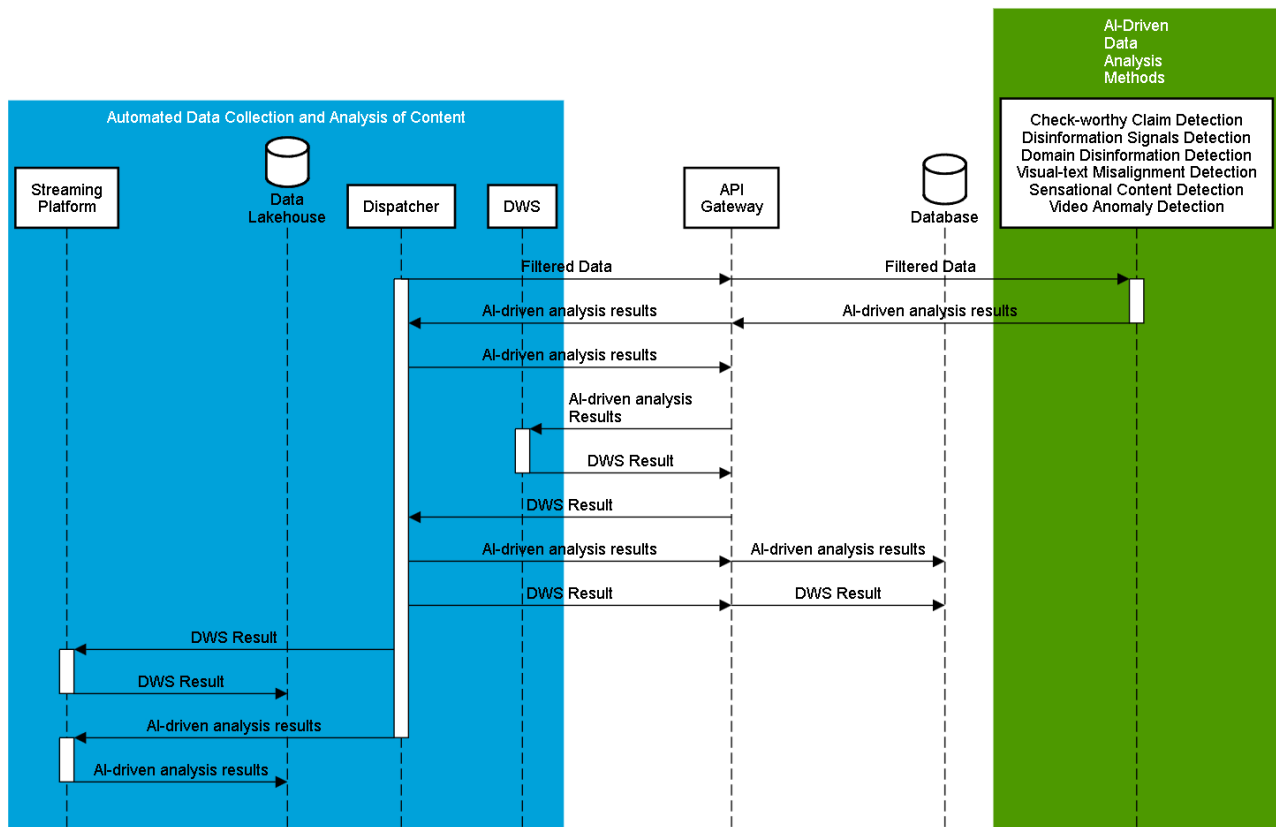 AI-Driven
Data
Analysis
Methods
Automated Data Collection and Analysis of Content
Check-worthy Claim Detection
Disinformation Signals Detection
Domain Disinformation Detection
Visual-text Misalignment Detection
Sensational Content Detection
Video Anomaly Detection
Streaming
Platform
Data
Lakehouse
Dispatcher
DWS
API
Gateway
Database
Filtered Data
Filtered Data
AI-driven analysis results
AI-driven analysis results
AI-driven analysis results
AI-driven analysis
Results
DWS Result
DWS Result
AI-driven analysis results
AI-driven analysis results
DWS Result
DWS Result
DWS Result
DWS Result
AI-driven analysis results
AI-driven analysis results